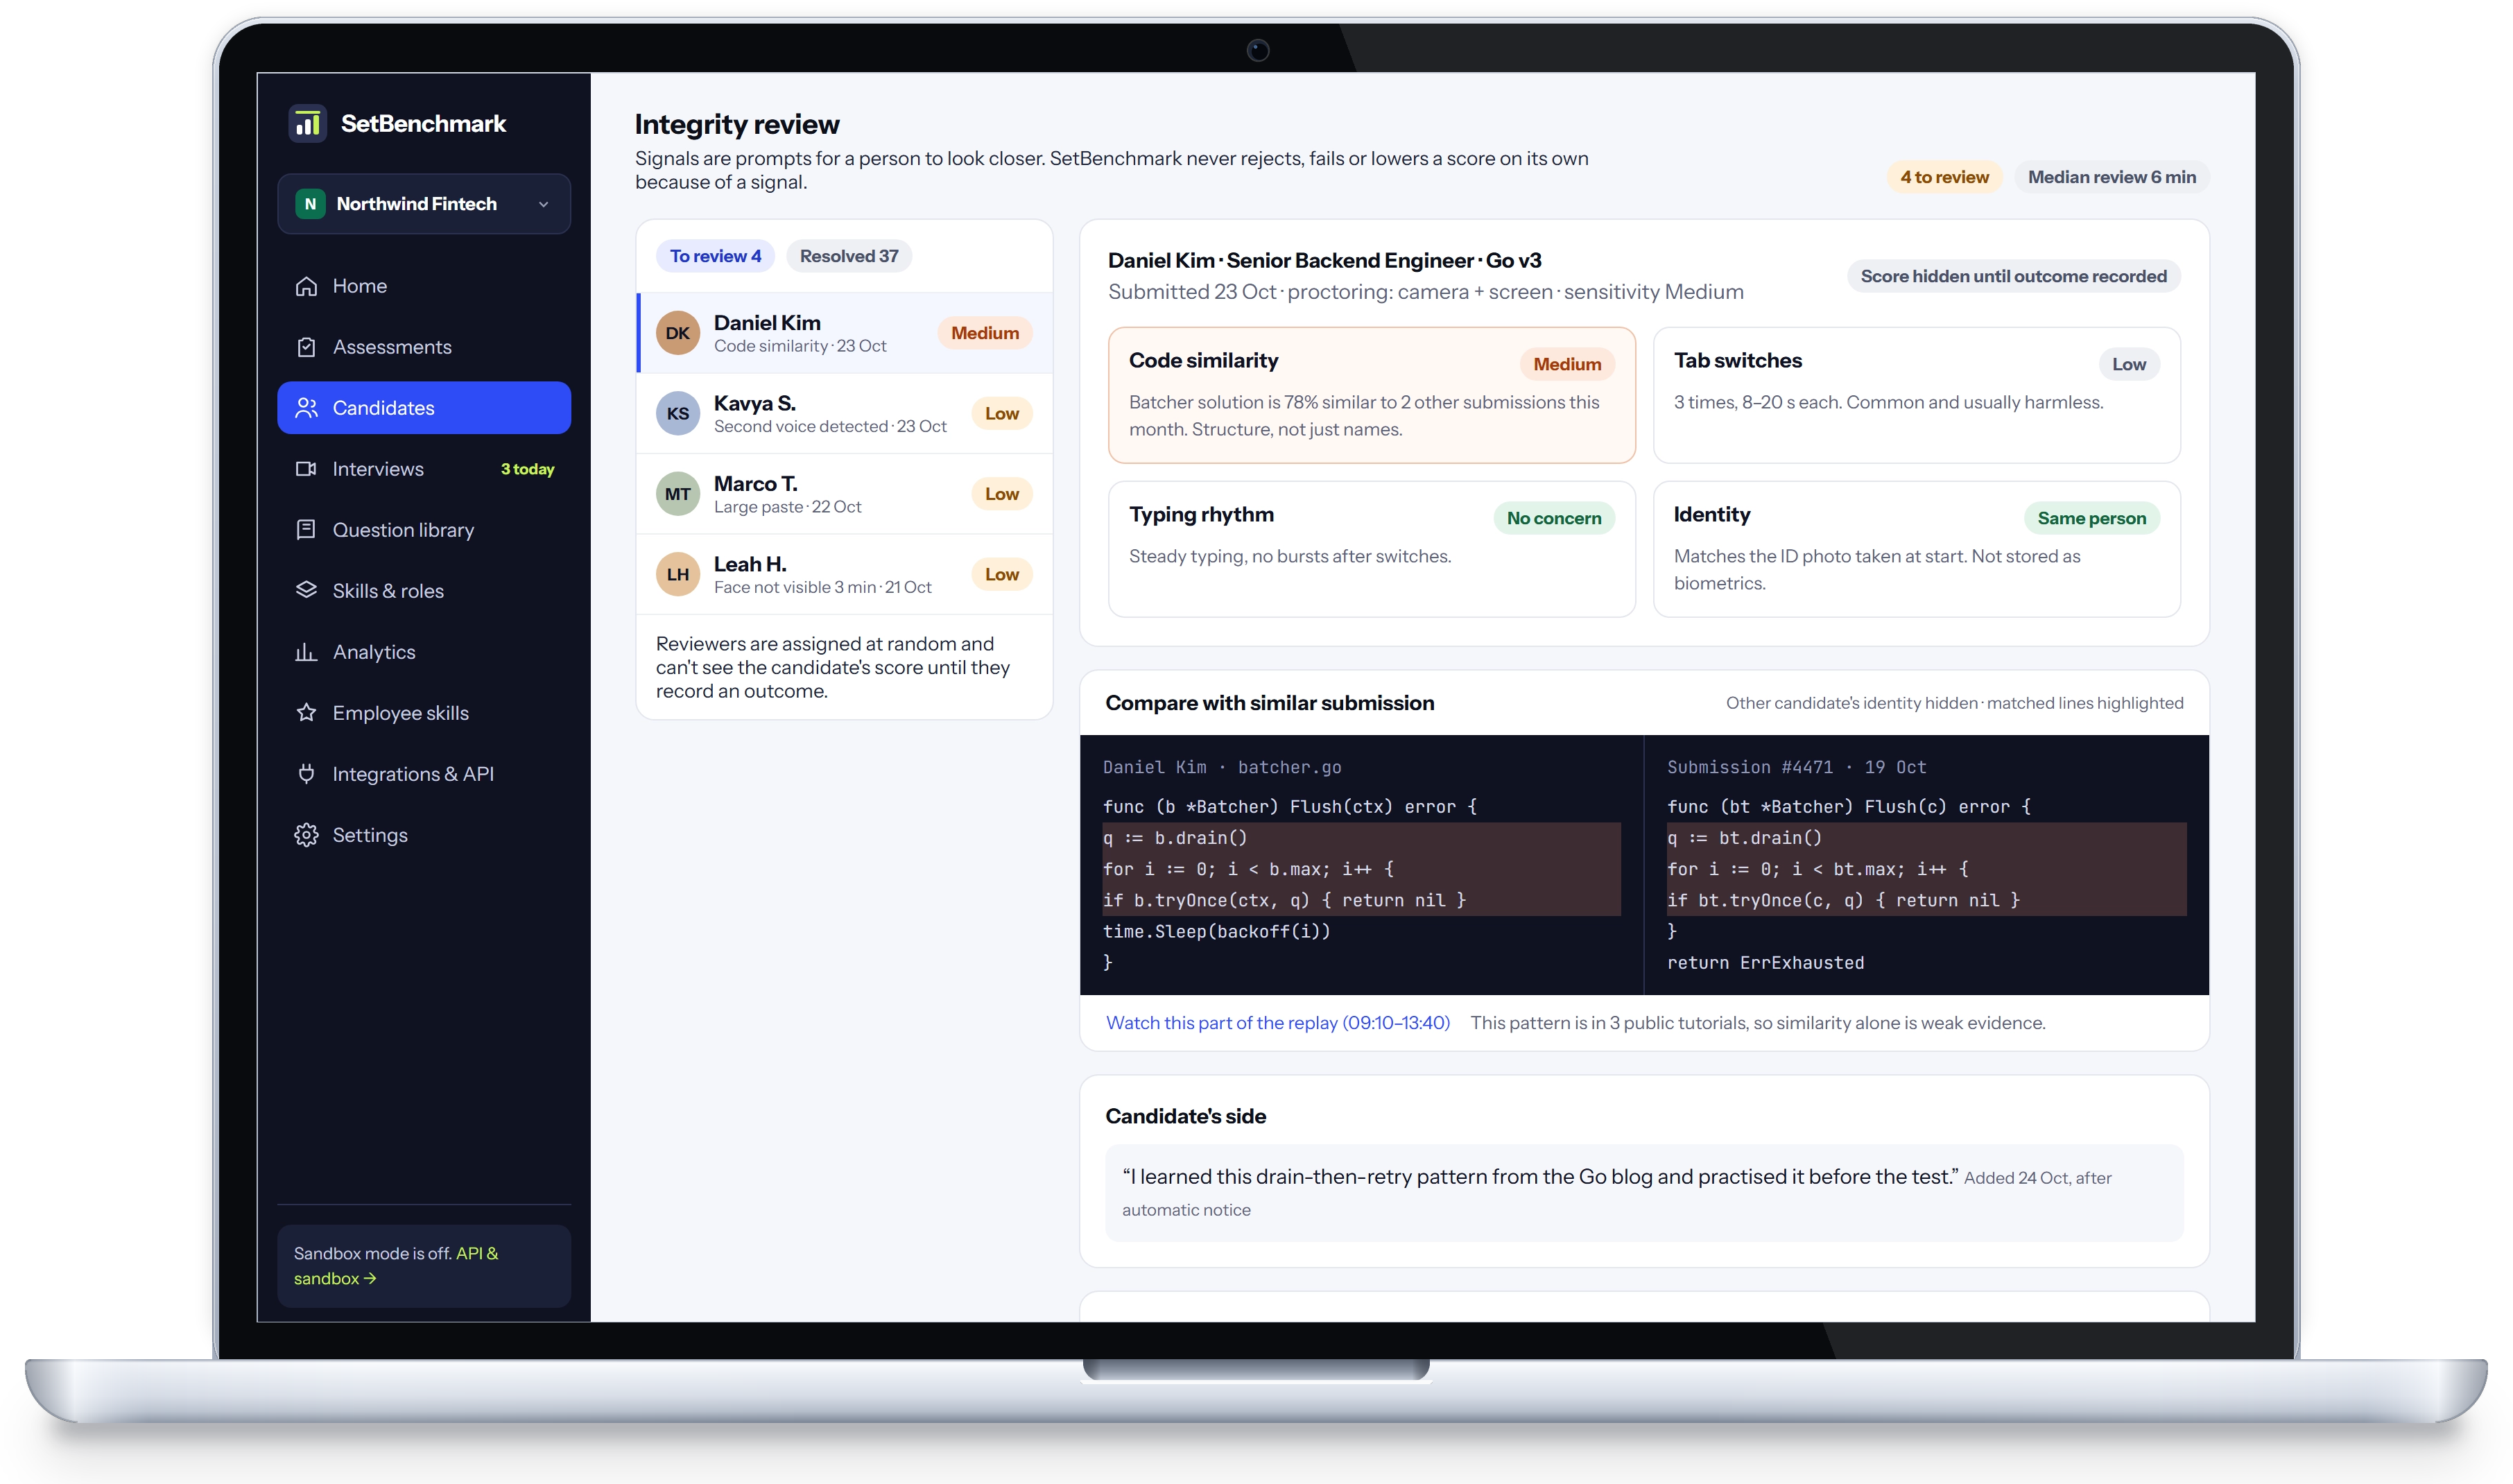 SetBenchmark
N Northwind Fintech
Home
Assessments
Candidates
Interviews 3 today
Question library
Skills & roles
Analytics
Employee skills
Integrations & API
Settings
Sandbox mode is off. API &
sandbox →
Integrity review
Signals are prompts for a person to look closer. SetBenchmark never rejects, fails or lowers a score on its own
because of a signal.
4 to review Median review 6 min
To review 4 Resolved 37
DK Daniel Kim Medium
Code similarity · 23 Oct
KS Kavya S. Low
Second voice detected · 23 Oct
MT Marco T. Low
Large paste · 22 Oct
LH Leah H. Low
Face not visible 3 min · 21 Oct
Reviewers are assigned at random and
can't see the candidate's score until they
record an outcome.
Daniel Kim · Senior Backend Engineer · Go v3
Submitted 23 Oct · proctoring: camera + screen · sensitivity Medium
Score hidden until outcome recorded
Code similarity Medium
Batcher solution is 78% similar to 2 other submissions this
month. Structure, not just names.
Tab switches Low
3 times, 8–20 s each. Common and usually harmless.
Typing rhythm No concern
Steady typing, no bursts after switches.
Identity Same person
Matches the ID photo taken at start. Not stored as
biometrics.
Compare with similar submission
Other candidate's identity hidden · matched lines highlighted
Daniel Kim · batcher.go
func (b *Batcher) Flush(ctx) error {
q := b.drain()
for i := 0; i < b.max; i++ {
if b.tryOnce(ctx, q) { return nil }
time.Sleep(backoff(i))
}
Submission #4471 · 19 Oct
func (bt *Batcher) Flush(c) error {
q := bt.drain()
for i := 0; i < bt.max; i++ {
if bt.tryOnce(c, q) { return nil }
}
return ErrExhausted
Watch this part of the replay (09:10–13:40) This pattern is in 3 public tutorials, so similarity alone is weak evidence.
Candidate's side
“I learned this drain-then-retry pattern from the Go blog and practised it before the test.” Added 24 Oct, after
automatic notice